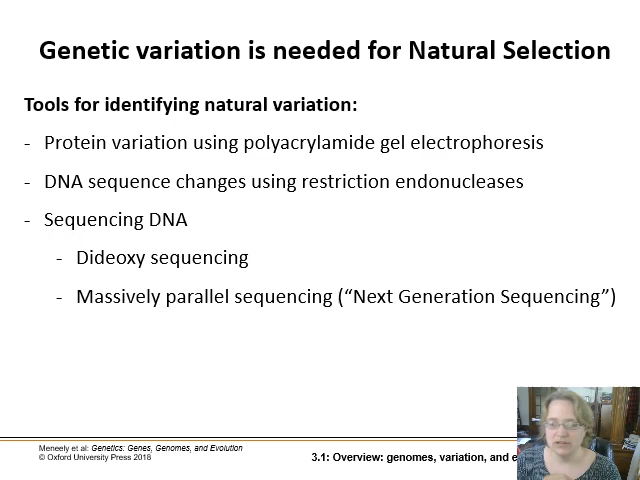 Genetic variation is needed for Natural Selection
Tools for identifying natural variation:
- Protein variation using polyacrylamide gel electrophoresis
- DNA sequence changes using restriction endonucleases
- Sequencing DNA
- Dideoxy sequencing
- Massively parallel sequencing (“Next Generation Sequencing”)
Meneely et al: Genetics: Genes, Genomes, and Evolution
© Oxford University Press 2018
3.1: Overview: genomes, variation, and